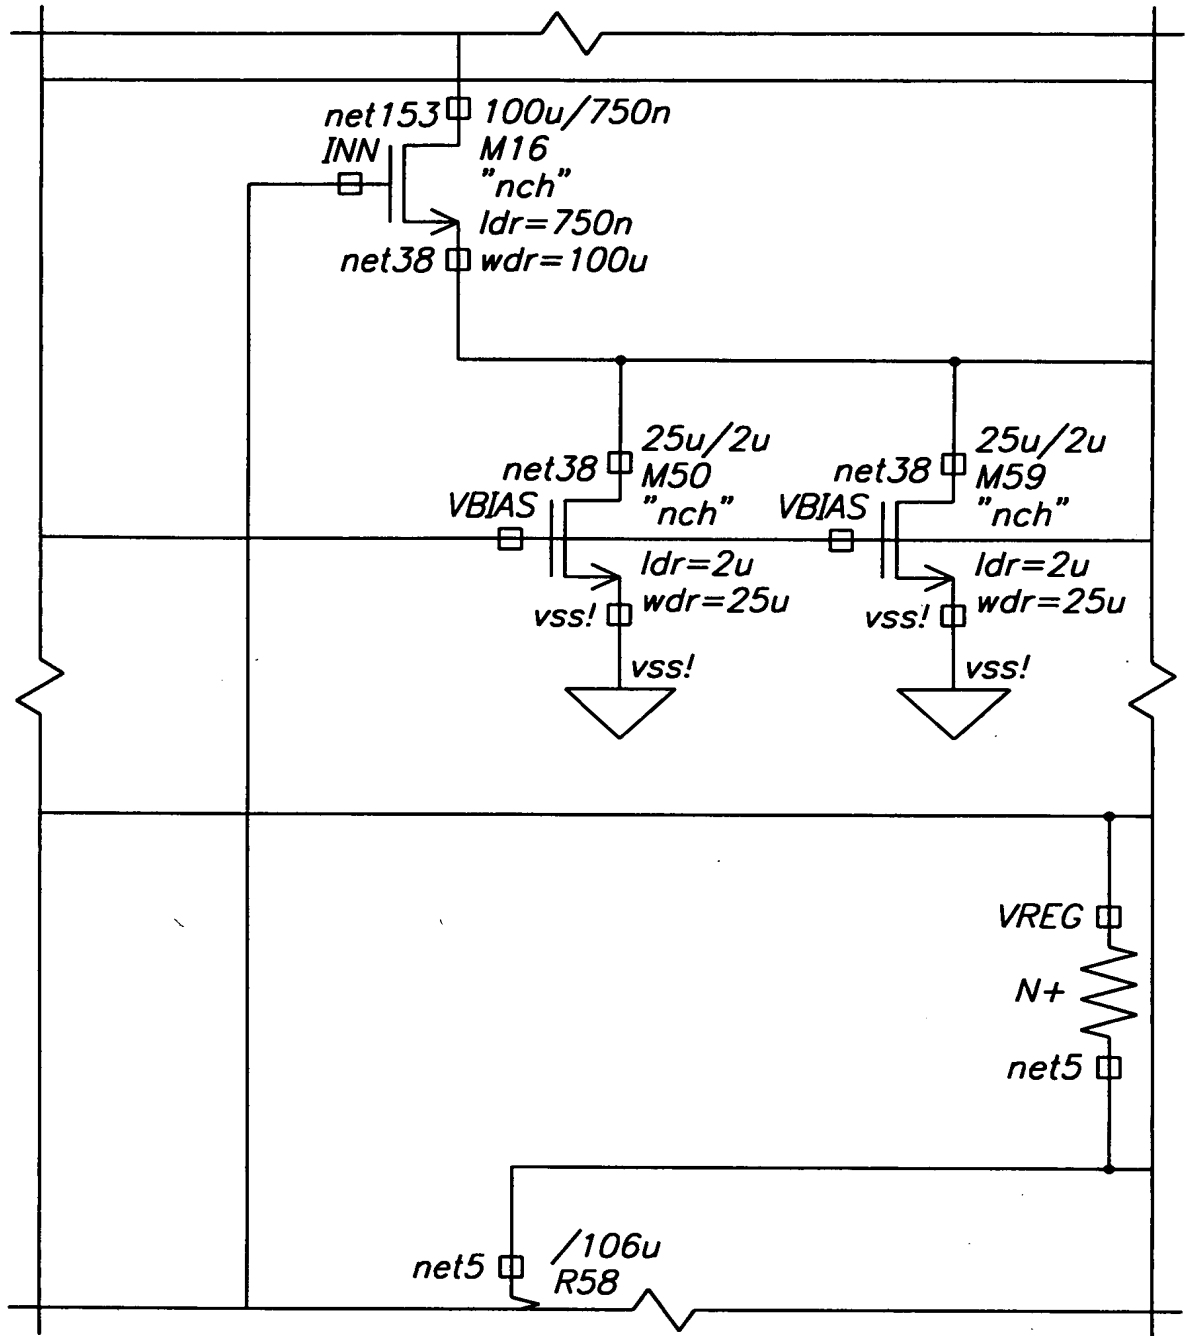 net153 100u/750n
INN M16
"nch"
ldr=750n
net38 wdr=100u
25u/2u
net38 M50
VBIAS "nch"
ldr=2u
wdr=25u
vss!
vss!
25u/2u
net38 M59
VBIAS "nch"
ldr=2u
wdr=25u
vss!
vss!
VREG
N+
net5
/106u
net5 R58